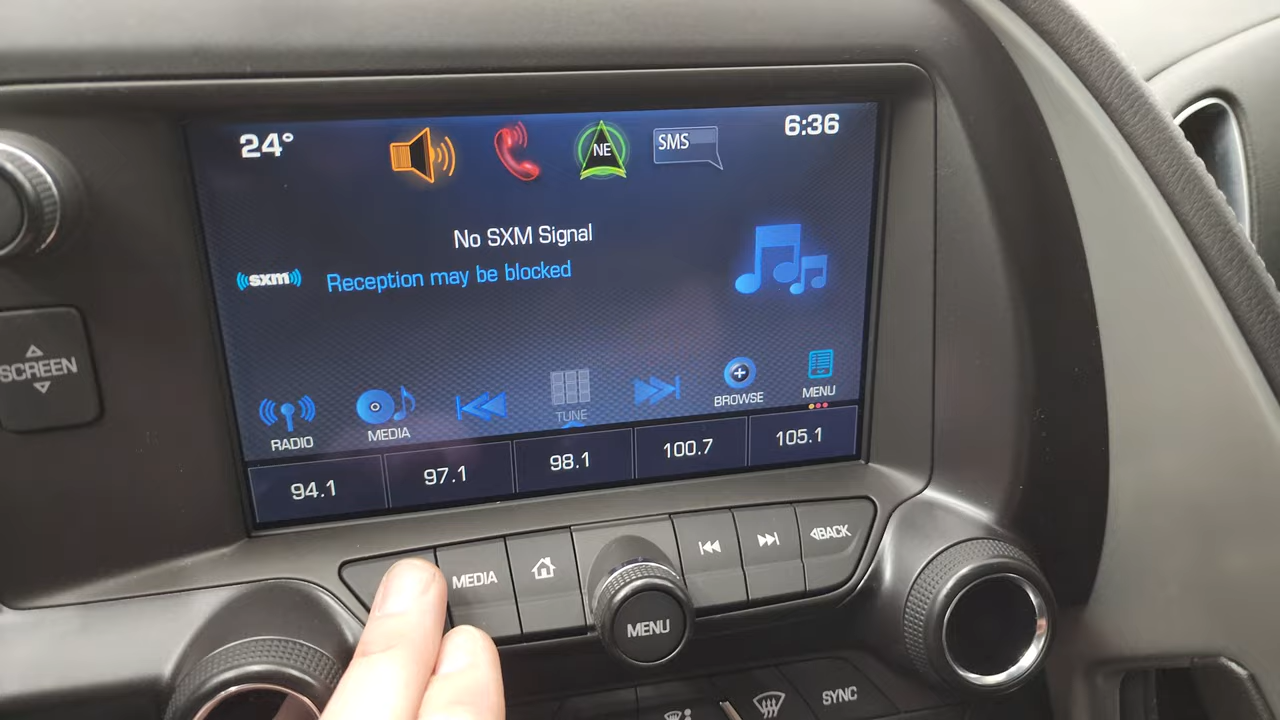 24°
NE
SMS
6:36
No SXM Signal
((sxm))
Reception may be blocked
SCREEN
RADIO
MEDIA
TUNE
BROWSE
MENU
94.1
97.1
98.1
100.7
105.1
MEDIA
BACK
MENU
SYNC